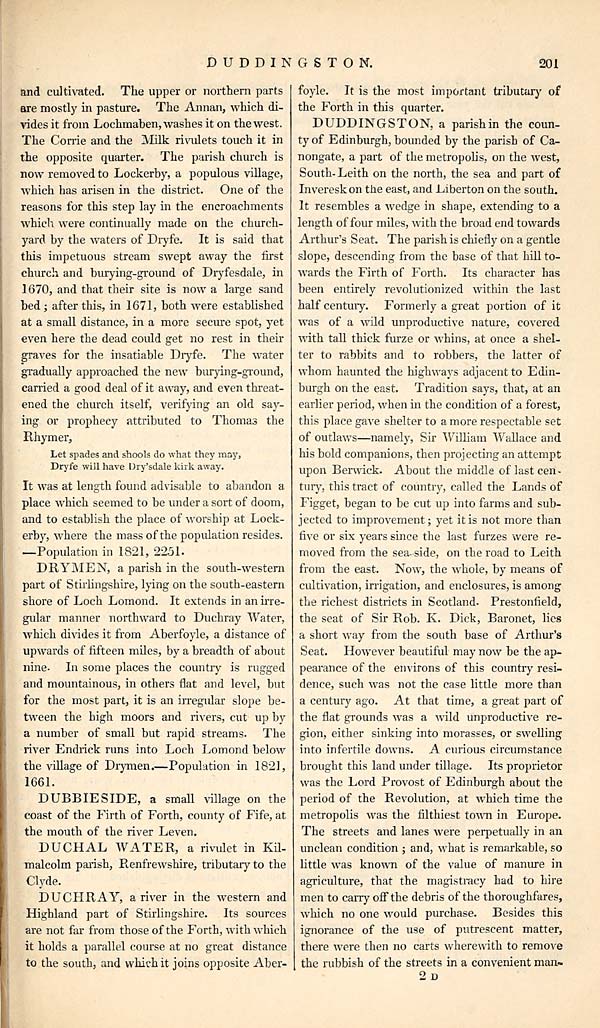 DUDDINGSTON.
201
and cultivated. The upper or northern parts
are mostly in pasture. The Annan, which di-
vides it from Lochmaben, washes it on the west.
The Corrie and the Milk rivulets touch it in
the opposite quarter. The parish church is
now removed to Lockerby, a populous village,
which has arisen in the district. One of the
reasons for this step lay in the encroachments
which were continually made on the church-
yard by the waters of Dryfe. It is said that
this impetuous stream swept away the first
church and burying-ground of Dryfesdale, in
1670, and that their site is now a large sand
bed; after this, in 1671, both were established
at a small distance, in a more secure spot, yet
even here the dead could get no rest in their
graves for the insatiable Dryfe. The water
gradually approached the new burying-ground,
carried a good deal of it away, and even threat-
ened the church itself, verifying an old say-
ing or prophecy attributed to Thomas the
Rhymer,
Let spades and shools do what they may,
Dryfe will have Dry'sdale kirk away.
It was at length found advisable to abandon a
place which seemed to be under a sort of doom,
and to establish the place of worship at Lock-
erby, where the mass of the population resides.
—Population in 1821, 2251.
DRYMEN, a parish in the south-western
part of Stirlingshire, lying on the south-eastern
shore of Loch Lomond. It extends in an irre-
gular manner northward to Duchray Water,
which divides it from Aberfoyle, a distance of
upwards of fifteen miles, by a breadth of about
nine. In some places the country is rugged
and mountainous, in others flat and level, but
for the most part, it is an irregular slope be-
tween the high moors and rivers, cut up by
a number of small but rapid streams. The
river Endrick runs into Loch Lomond below
the village of Drymen.—Population in 1821,
1661.
DUBBIESIDE, a small village on the
coast of the Firth of Forth, county of Fife, at
the mouth of the river Leven.
DUCHAL WATER, a rivulet in Kil-
malcolm parish, Renfrewshire, tributary to the
Clyde.
DUCHRAY, a river in the western and
Highland part of Stirlingshire. Its sources
are not far from those of the Forth, with which
it holds a parallel course at no great distance
to the south, and which it joins opposite Aber-
foyle. It is the most important tributary of
the Forth in this quarter.
DUDDINGSTON, a parish in the coun-
ty of Edinburgh, bounded by the parish of Ca-
nongate, a part of the metropolis, on the west,
South-Leith on the north, the sea and part of
Inveresk on the east, and Liberton on the south.
It resembles a wedge in shape, extending to a
length of four miles, with the broad end towards
Arthur's Seat. The parish is chiefly on a gentle
slope, descending from the base of that hill to-
wards the Firth of Forth. Its character has
been entirely revolutionized within the last
half century. Formerly a great portion of it
was of a wild unproductive nature, covered
with tall thick furze or whins, at once a shel-
ter to rabbits and to robbers, the latter of
whom haunted the highways adjacent to Edin-
burgh on the east. Tradition says, that, at an
earlier period, when in the condition of a forest,
this place gave shelter to a more respectable set
of outlaws—namely, Sir William Wallace and
his bold companions, then projecting an attempt
upon Berwick. About the middle of last cen-
tury, this tract of country, called the Lands of
Figget, began to be cut up into farms and sub-
jected to improvement; yet it is not more than
five or six years since the last furzes were re-
moved from the sea-side, on the road to Leith
from the east. Now, the whole, by means of
cultivation, irrigation, and enclosures, is among
the richest districts in Scotland. Prestonfield,
the seat of Sir Rob. K. Dick, Baronet, lies
a short way from the south base of Arthur's
Seat. However beautiful may now be the ap-
pearance of the environs of this country resi-
dence, such was not the case little more than
a century ago. At that time, a great part of
the flat grounds was a wild unproductive re-
gion, either sinking into morasses, or swelling
into infertile downs. A curious circumstance
brought this land under tillage. Its proprietor
was the Lord Provost of Edinburgh about the
period of the Revolution, at which time the
metropolis was the filthiest town in Europe.
The streets and lanes were perpetually in an
unclean condition; and, what is remarkable, so
little was known of the value of manure in
agriculture, that the magistracy had to hire
men to carry off the debris of the thoroughfares,
which no one would purchase. Besides this
ignorance of the use of putrescent matter,
there were then no carts wherewith to remove
the rubbish of the streets in a convenient man-
2 D